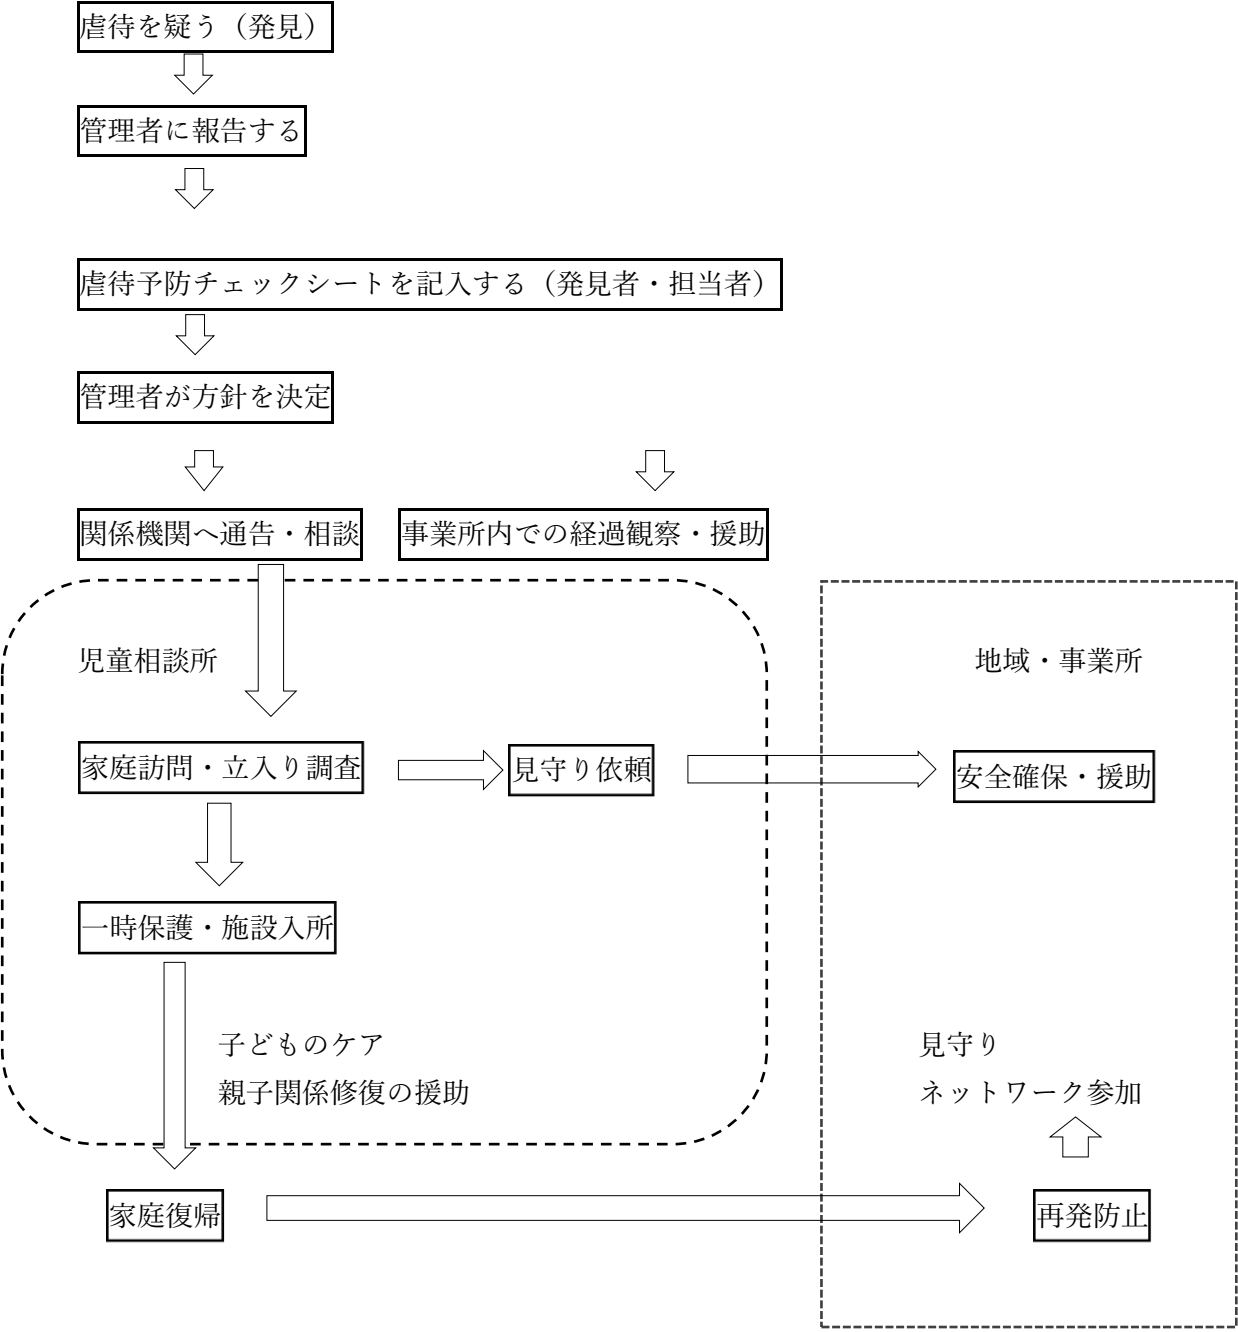 虐待を疑う（発見）
管理者に報告する
虐待予防チェックシートを記入する（発見者・担当者）
管理者が方針を決定
関係機関へ通告・相談
事業所内での経過観察・援助
児童相談所
地域・事業所
家庭訪問・立入り調査
見守り依頼
安全確保・援助
一時保護・施設入所
子どものケア
親子関係修復の援助
見守り
ネットワーク参加
家庭復帰
再発防止